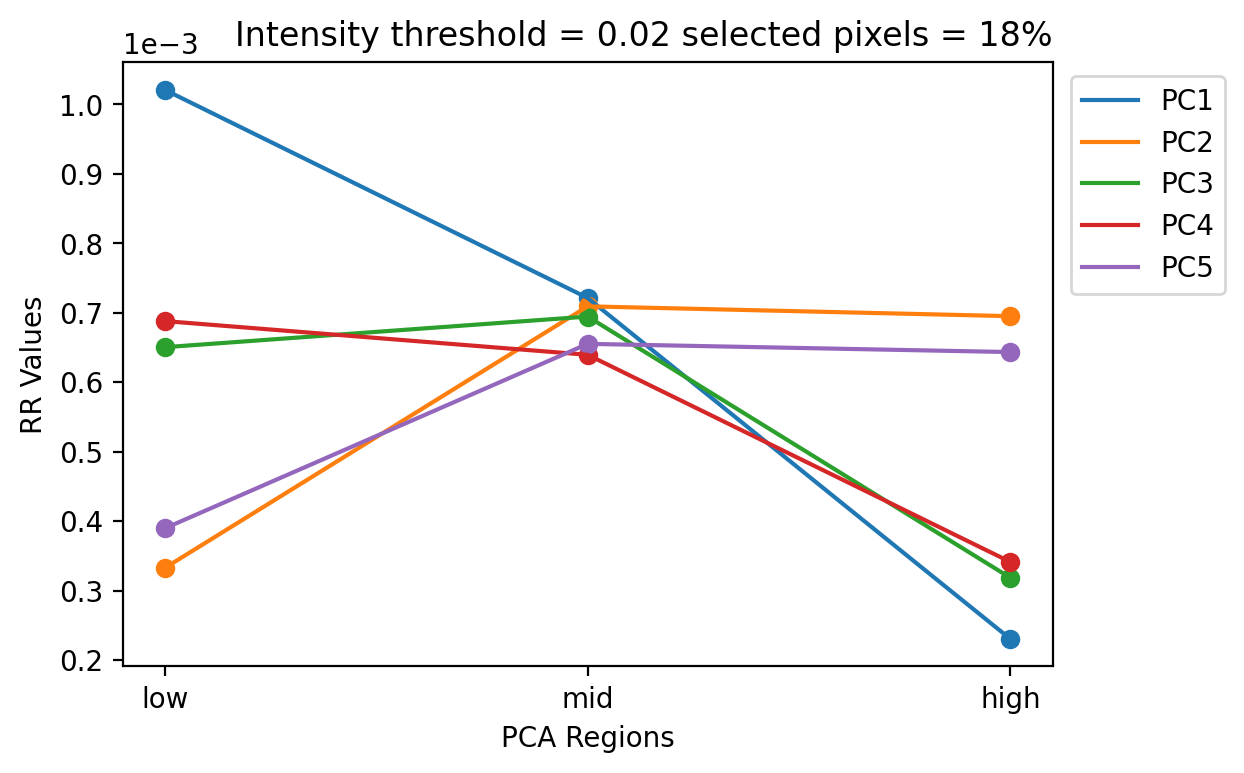 Intensity threshold = 0.02 selected pixels = 18%
1e−3
1.0
0.9
0.8
0.7
0.6
0.5
0.4
0.3
0.2
RR Values
low
mid
high
PCA Regions
PC1
PC2
PC3
PC4
PC5